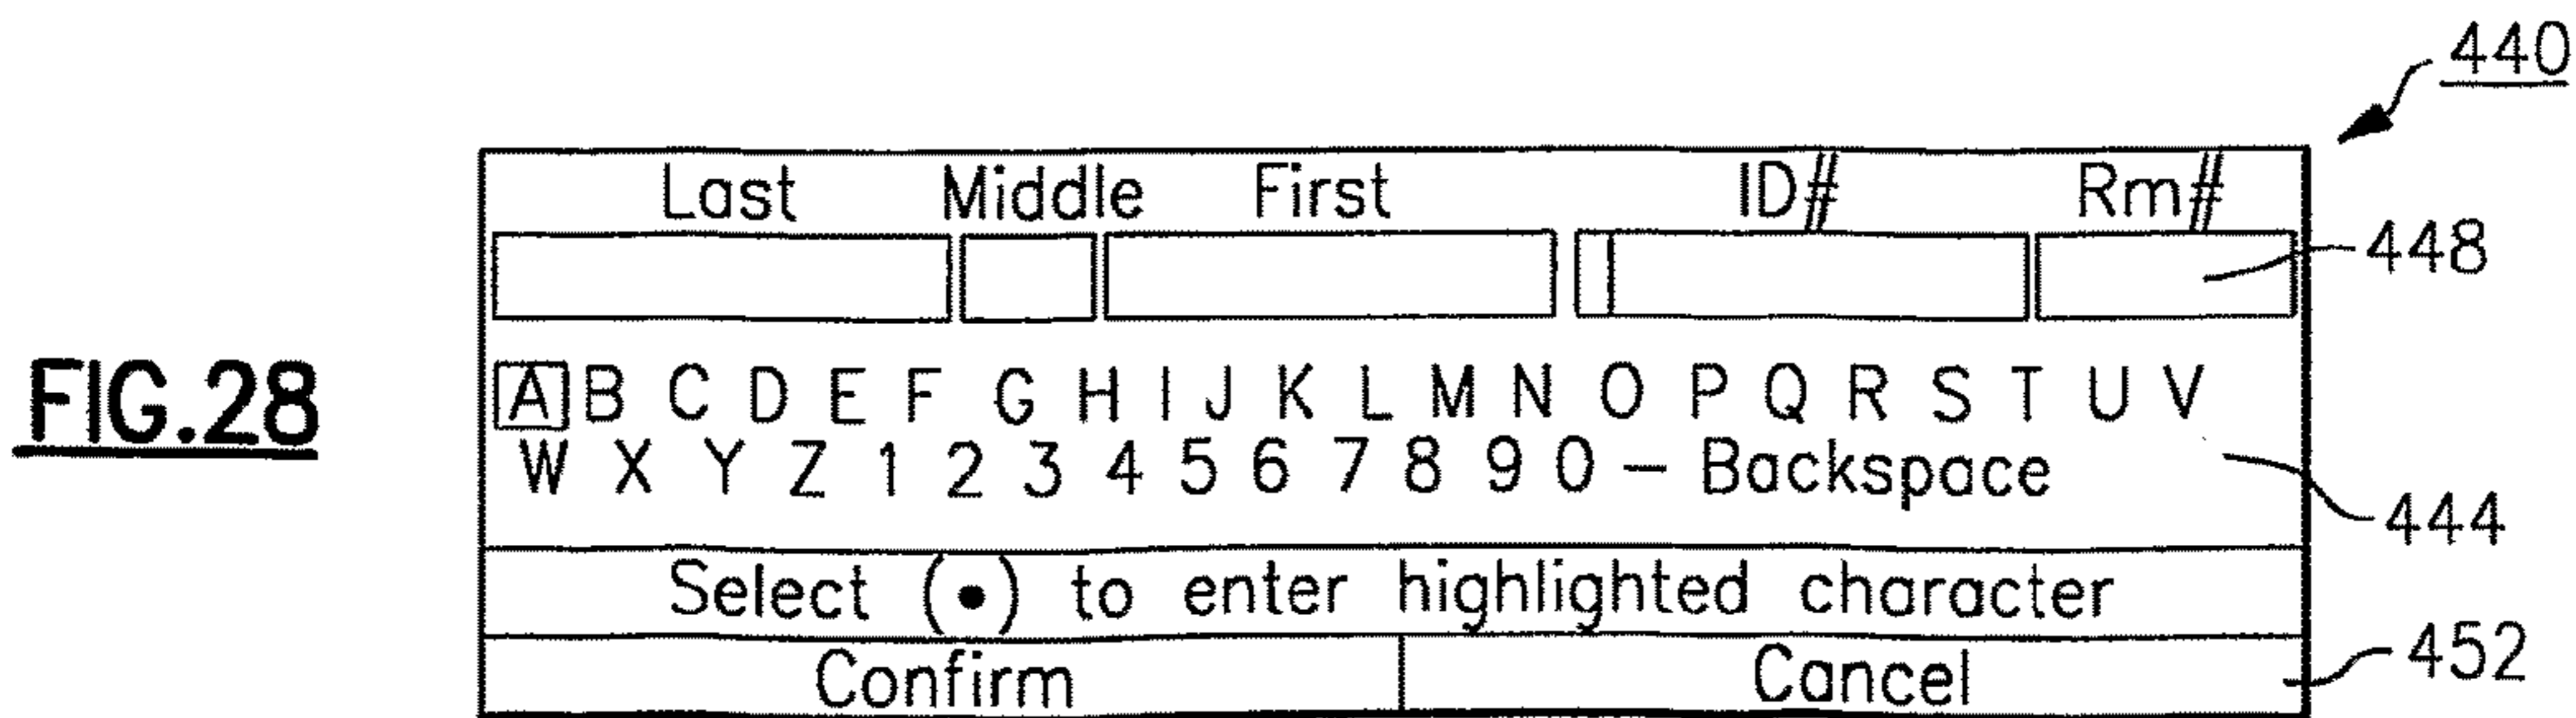 440
Last Middle First ID# Rm#
448
FIG.28
A B C D E F G H I J K L M N O P Q R S T U V
W X Y Z 1 2 3 4 5 6 7 8 9 0 – Backspace
444
Select (•) to enter highlighted character
Confirm Cancel
452